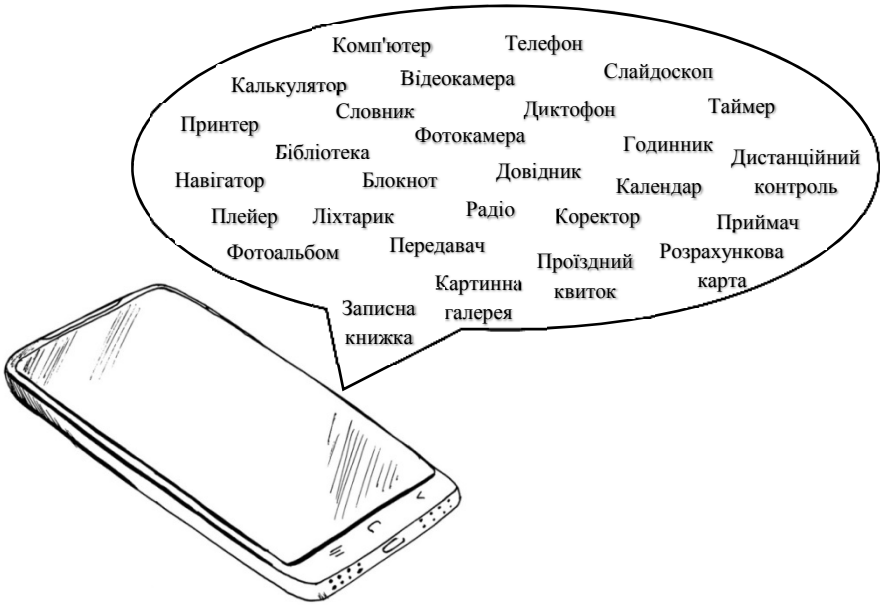 Комп'ютер
Телефон
Калькулятор
Відеокамера
Слайдоскоп
Принтер
Словник
Диктофон
Таймер
Фотокамера
Бібліотека
Годинник
Дистанційний
контроль
Навігатор
Блокнот
Довідник
Календар
Плейер
Ліхтарик
Радіо
Коректор
Приймач
Фотоальбом
Передавач
Проїздний
квиток
Розрахункова
карта
Картинна
галерея
Записна
книжка